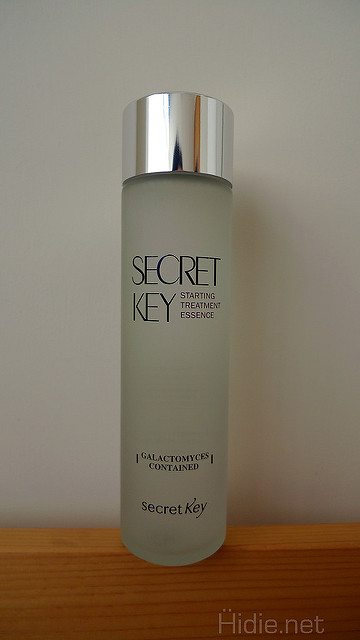 SECRET
KEY STARTING
TREATMENT
ESSENCE
GALACTOMYCES
CONTAINED
secret Key
Hidie.net